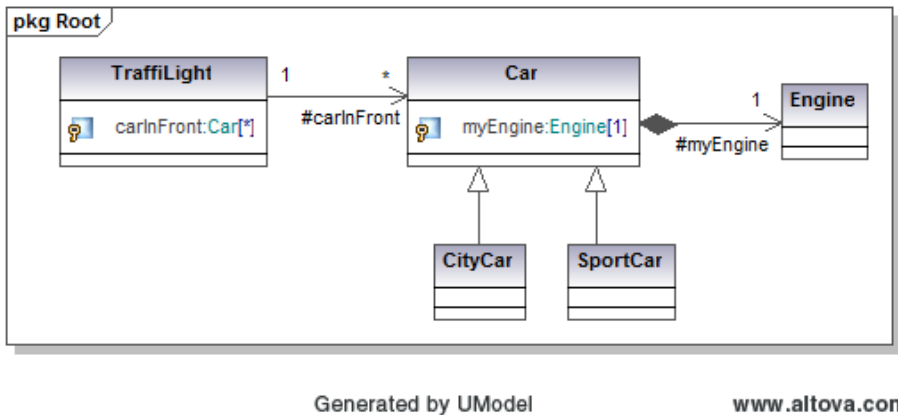 pkg Root
TraffiLight
1
*
Car
carInFront:Car[*]
#carInFront
myEngine:Engine[1]
1
#myEngine
Engine
CityCar
SportCar
Generated by UModel
www.altova.con